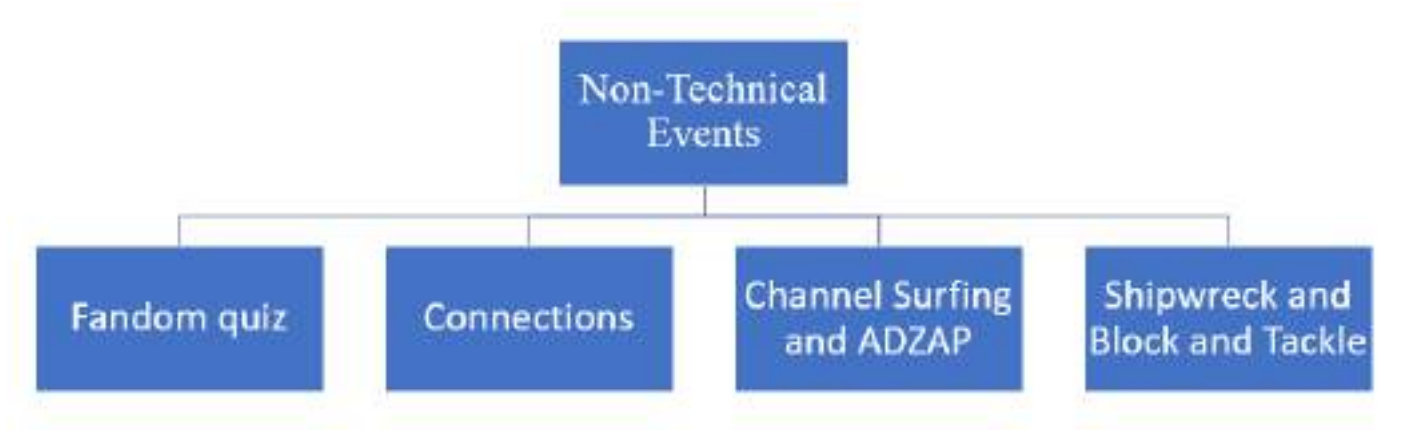 Non-Technical
Events
Fandom quiz
Connections
Channel Surfing
and ADZAP
Shipwreck and
Block and Tackle